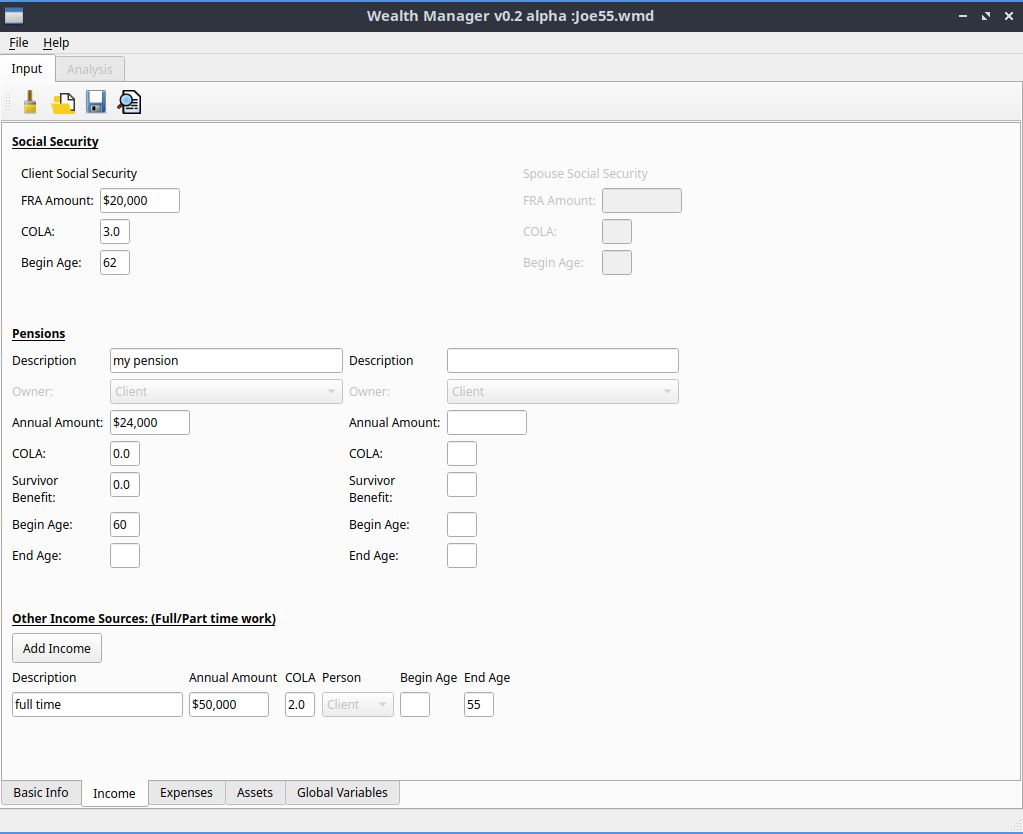 Wealth Manager v0.2 alpha :Joe55.wmd
File Help
Input Analysis
Social Security
Client Social Security Spouse Social Security
FRA Amount: $20,000 FRA Amount:
COLA: 3.0 COLA:
Begin Age: 62 Begin Age:
Pensions
Description my pension Description
Owner: Client Owner: Client
Annual Amount: $24,000 Annual Amount:
COLA: 0.0 COLA:
Survivor Survivor
Benefit: 0.0 Benefit:
Begin Age: 60 Begin Age:
End Age: End Age:
Other Income Sources: (Full/Part time work)
Add Income
Description Annual Amount COLA Person Begin Age End Age
full time $50,000 2.0 Client 55
Basic Info Income Expenses Assets Global Variables